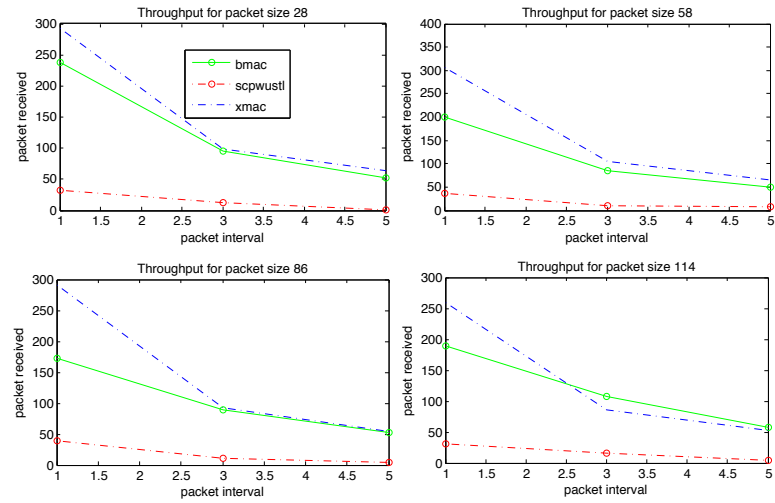 Throughput for packet size 28
300
250
200
150
100
50
0
packet received
1 1.5 2 2.5 3 3.5 4 4.5 5
packet interval
bmac
scpwustl
xmac
Throughput for packet size 58
400
350
300
250
200
150
100
50
0
packet received
1 1.5 2 2.5 3 3.5 4 4.5 5
packet interval
Throughput for packet size 86
300
250
200
150
100
50
0
packet received
1 1.5 2 2.5 3 3.5 4 4.5 5
packet interval
Throughput for packet size 114
300
250
200
150
100
50
0
packet received
1 1.5 2 2.5 3 3.5 4 4.5 5
packet interval